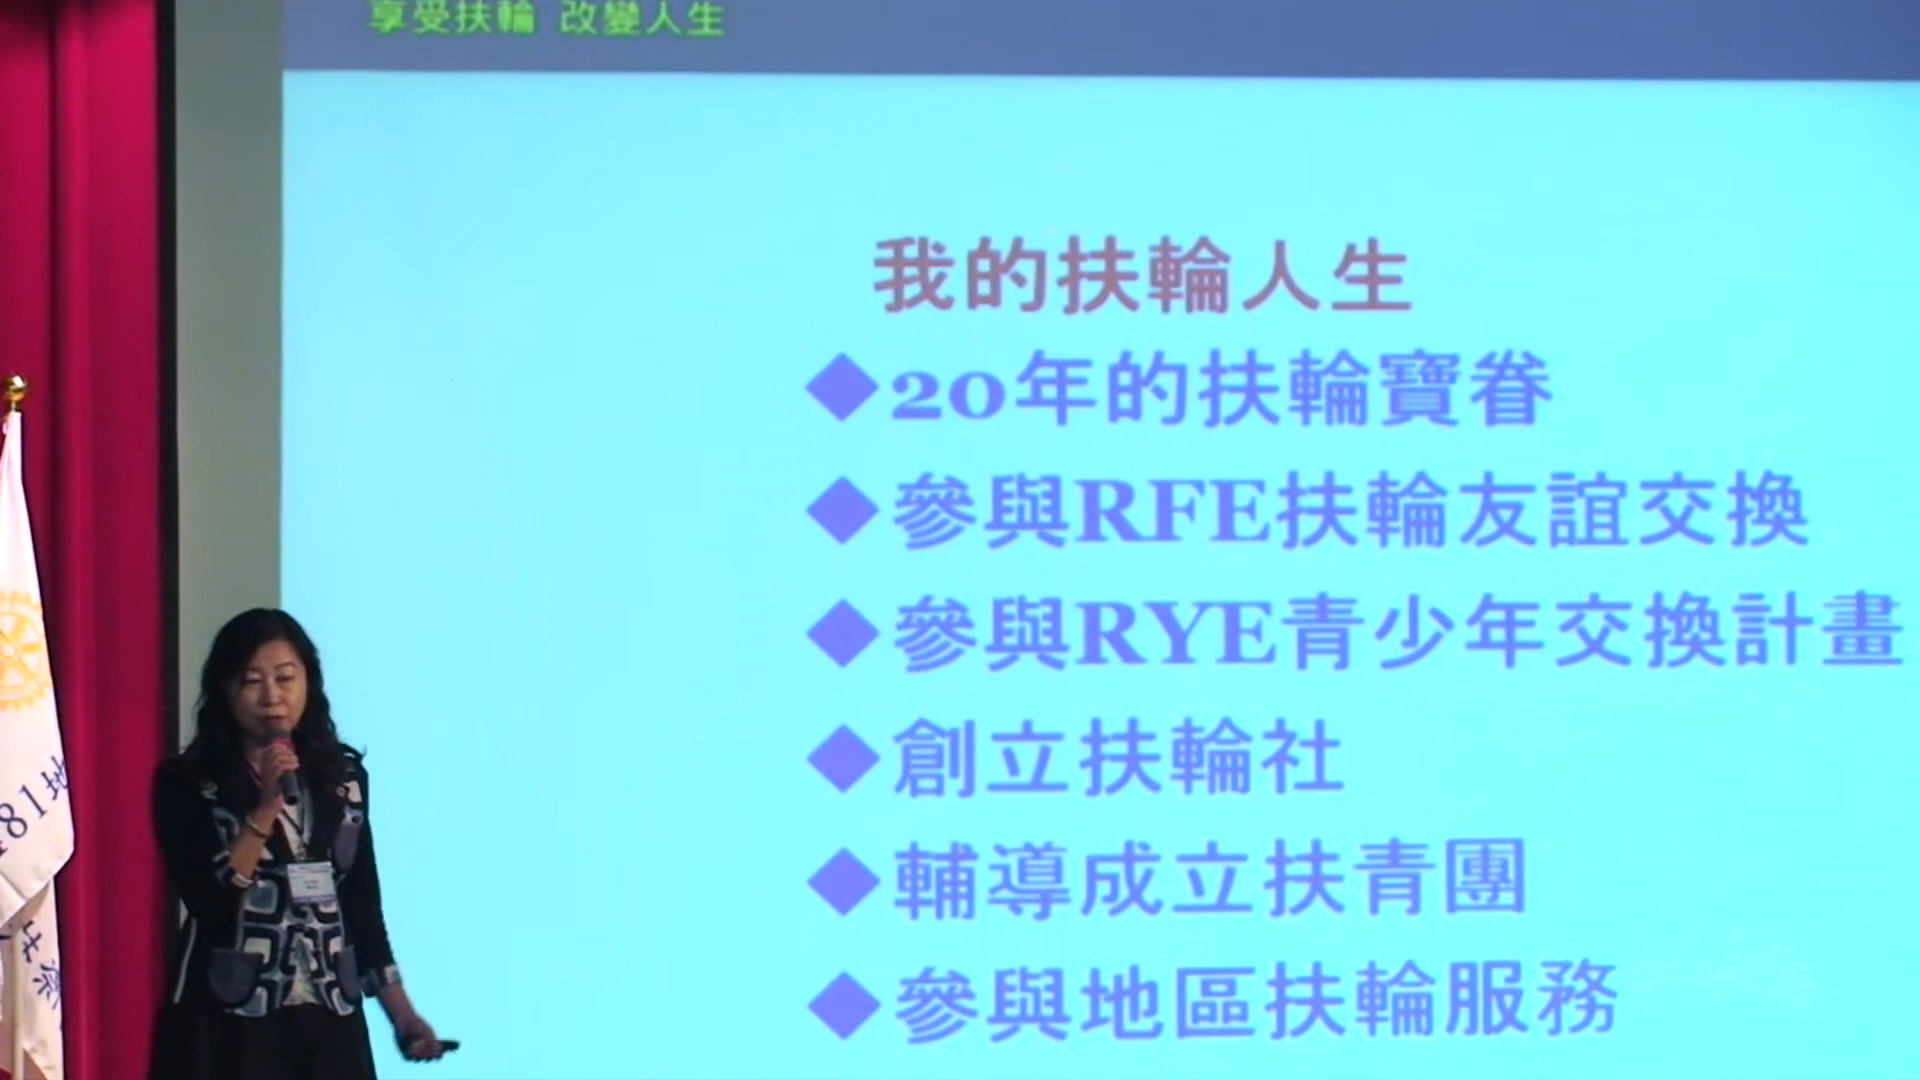 享受扶輪 改變人生
我的扶輪人生
◆20年的扶輪寶眷
◆參與RFE扶輪友誼交換
◆參與RYE青少年交換計畫
◆創立扶輪社
◆輔導成立扶青團
◆參與地區扶輪服務
81地